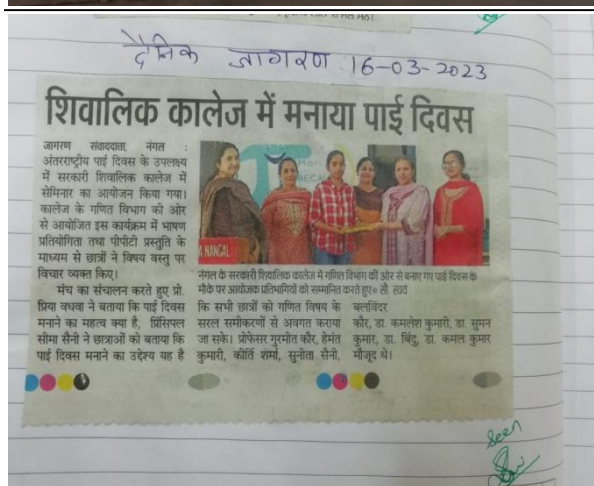 दैनिक जागरण 16-03-2023
शिवालिक कालेज में मनाया पाई दिवस
जागरण संवाददाता, नंगल :
अंतरराष्ट्रीय पाई दिवस के उपलक्ष्य
में सरकारी शिवालिक कालेज में
सेमिनार का आयोजन किया गया।
कालेज के गणित विभाग की ओर
से आयोजित इस कार्यक्रम में भाषण
प्रतियोगिता तथा पीपीटी प्रस्तुति के
माध्यम से छात्रों ने विषय वस्तु पर
विचार व्यक्त किए।
मंच का संचालन करते हुए प्रो.
प्रिया वधवा ने बताया कि पाई दिवस
मनाने का महत्व क्या है, प्रिंसिपल
सीमा सैनी ने छात्राओं को बताया कि
पाई दिवस मनाने का उद्देश्य यह है
A NANGAL
नंगल के सरकारी शिवालिक कालेज में गणित विभाग की ओर से मनाए गए पाई दिवस के
मौके पर आयोजक प्रतिभागियों को सम्मानित करते हुए॰ सौ. स्वयं
कि सभी छात्रों को गणित विषय के
सरल समीकरणों से अवगत कराया
जा सके। प्रोफेसर गुरमीत कौर, हेमंत
कुमारी, कीर्ति शर्मा, सुनीता सैनी,
बलविंदर
कौर, डा. कमलेश कुमारी, डा. सुमन
कुमार, डा. बिंदु, डा. कमल कुमार
मौजूद थे।
Seen